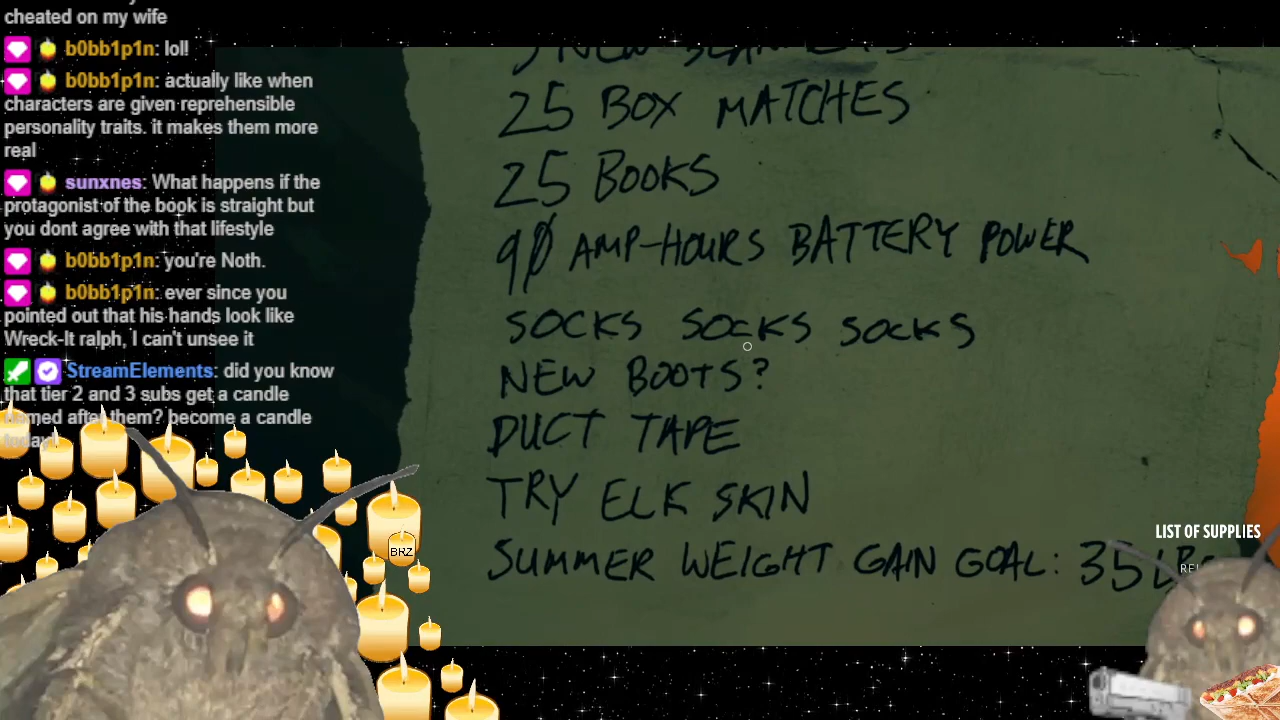 cheated on my wife
b0bb1p1n: lol!
b0bb1p1n: actually like when
characters are given reprehensible
personality traits. it makes them more
real
sunxnes: What happens if the
protagonist of the book is straight but
you dont agree with that lifestyle
b0bb1p1n: you're Noth.
b0bb1p1n: ever since you
pointed out that his hands look like
Wreck-It ralph, I can't unsee it
StreamElements: did you know
that tier 2 and 3 subs get a candle
named after them? become a candle
today
BRZ
25 BOX MATCHES
25 BOOKS
90 AMP-HOURS BATTERY POWER
SOCKS SOCKS SOCKS
NEW BOOTS?
DUCT TAPE
TRY ELK SKIN
SUMMER WEIGHT GAIN GOAL: 35 LBS
LIST OF SUPPLIES